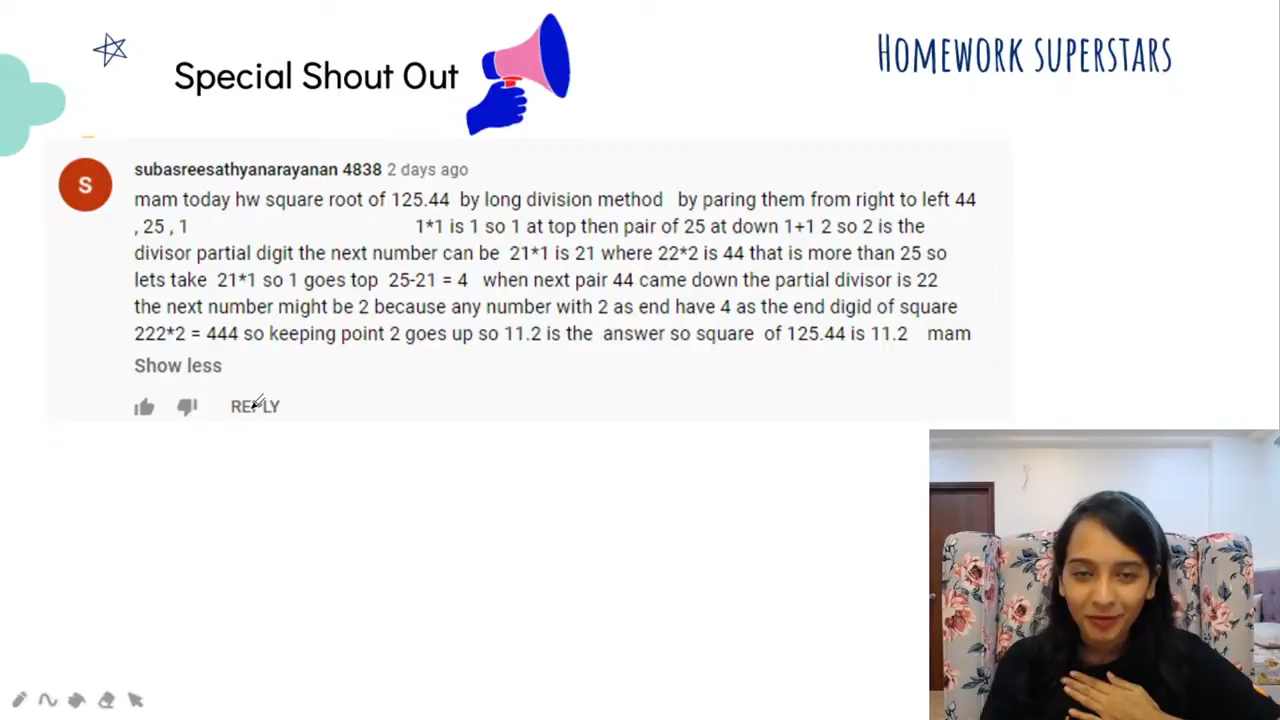 Special Shout Out
HOMEWORK SUPERSTARS
S
subasreesathyanarayanan 4838 2 days ago
mam today hw square root of 125.44 by long division method by paring them from right to left 44
, 25 , 1 1*1 is 1 so 1 at top then pair of 25 at down 1+1 2 so 2 is the
divisor partial digit the next number can be 21*1 is 21 where 22*2 is 44 that is more than 25 so
lets take 21*1 so 1 goes top 25-21 = 4 when next pair 44 came down the partial divisor is 22
the next number might be 2 because any number with 2 as end have 4 as the end digid of square
222*2 = 444 so keeping point 2 goes up so 11.2 is the answer so square of 125.44 is 11.2 mam
Show less
REPLY